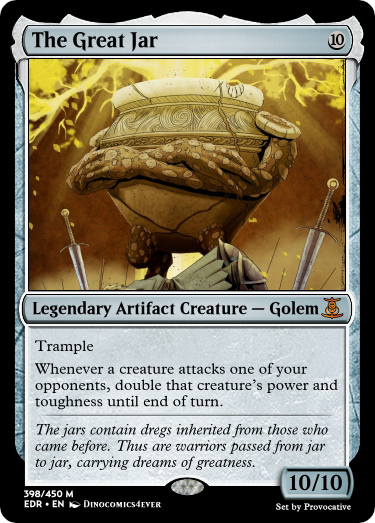 The Great Jar
10
Legendary Artifact Creature — Golem
Trample
Whenever a creature attacks one of your
opponents, double that creature's power and
toughness until end of turn.
The jars contain dregs inherited from those who
came before. Thus are warriors passed from jar
to jar, carrying dreams of greatness.
10/10
398/450 M
EDR • EN Dinocomics4ever
Set by Provocative